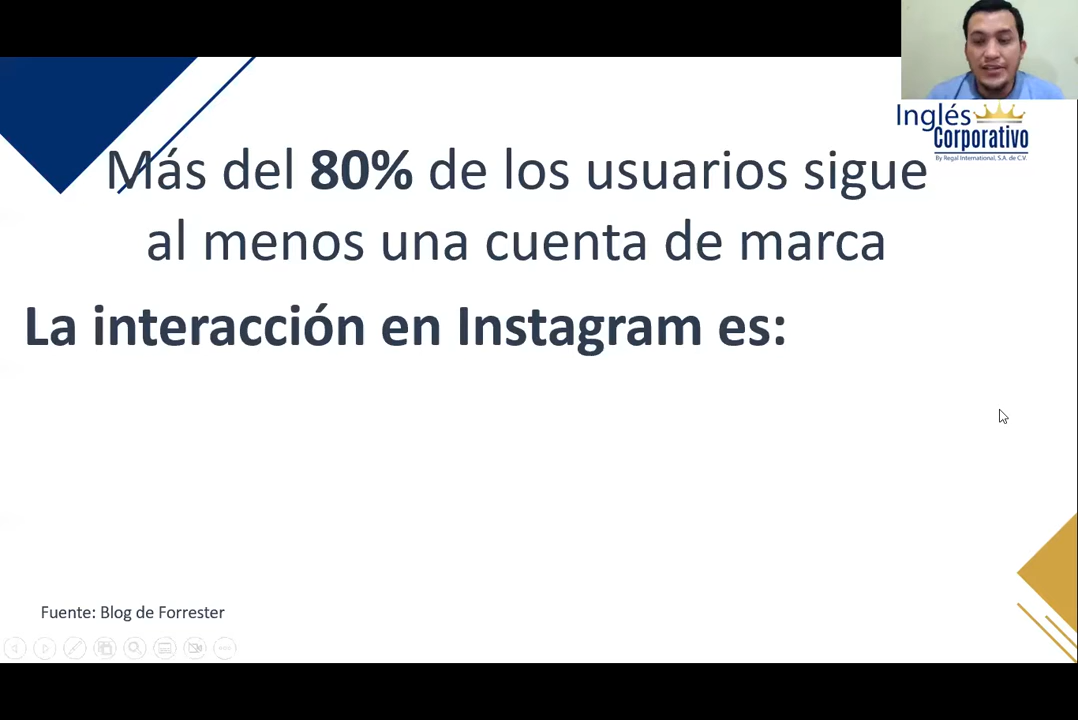 Inglés
Corporativo
By Regal International, S.A. de C.V.
Más del 80% de los usuarios sigue
al menos una cuenta de marca
La interacción en Instagram es:
Fuente: Blog de Forrester